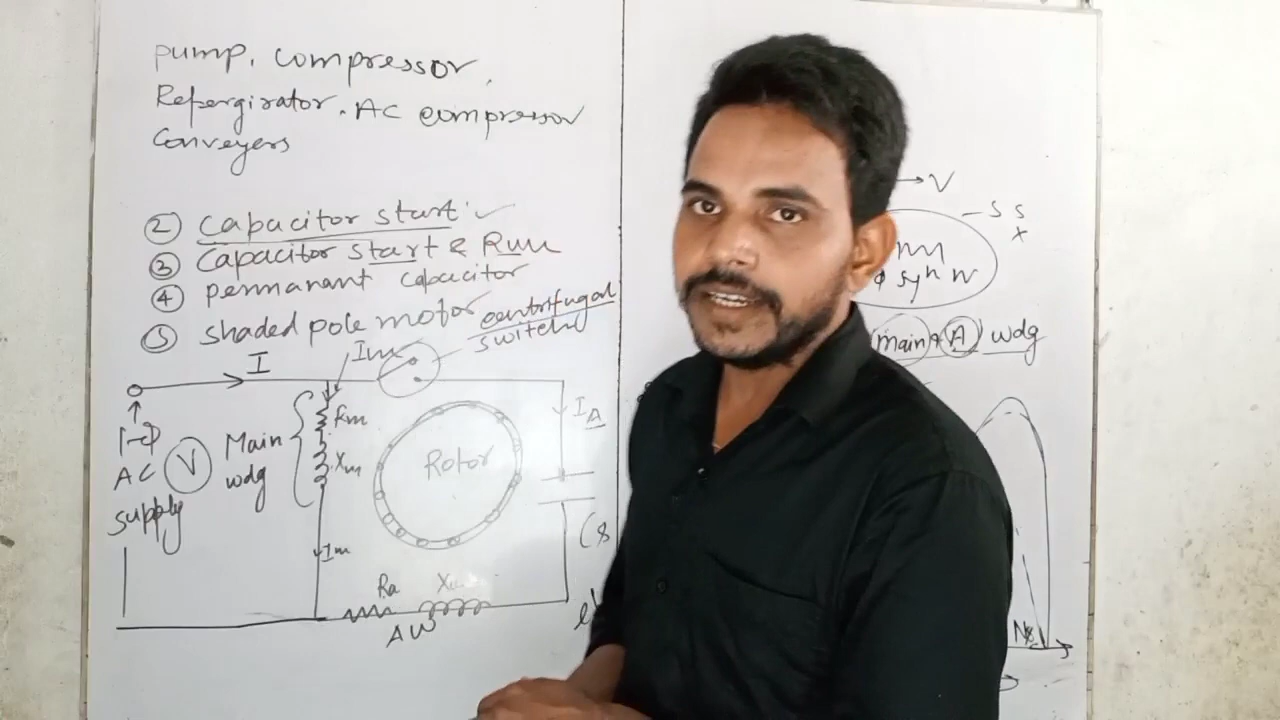 pump, compressor,
Refergirator. AC compressor
Conveyers
② Capacitor start ✓
③ Capacitor start & Run
④ permanant capacitor
⑤ shaded pole motor
centrifugal
switch
I
Im
1-Φ
AC
supply
V
Main
wdg
Rm
Xm
Im
Rotor
IA
Cs
Ra
AW
V
S S
X
syn N
main & A wdg
Ns